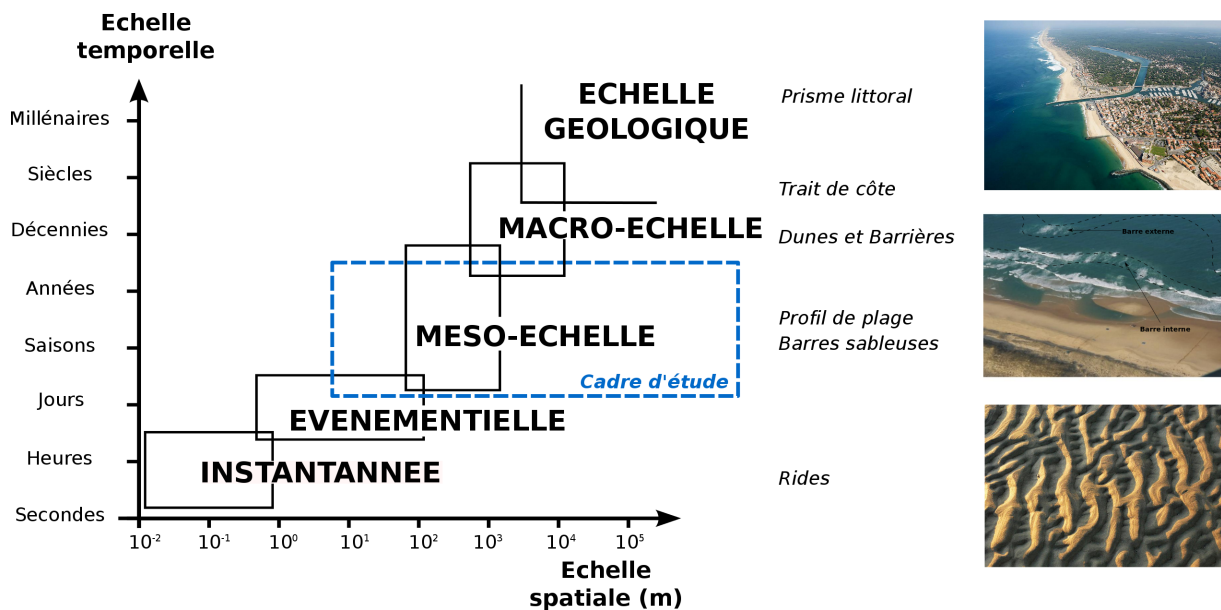 Echelle
temporelle
Millénaires
Siècles
Décennies
Années
Saisons
Jours
Heures
Secondes
ECHELLE
GEOLOGIQUE
MACRO-ECHELLE
MESO-ECHELLE
Cadre d'étude
EVENEMENTIELLE
INSTANTANNEE
10-2
10-1
100
101
102
103
104
105
Echelle
spatiale (m)
Prisme littoral
Trait de côte
Dunes et Barrières
Profil de plage
Barres sableuses
Rides
Barre externe
Barre interne